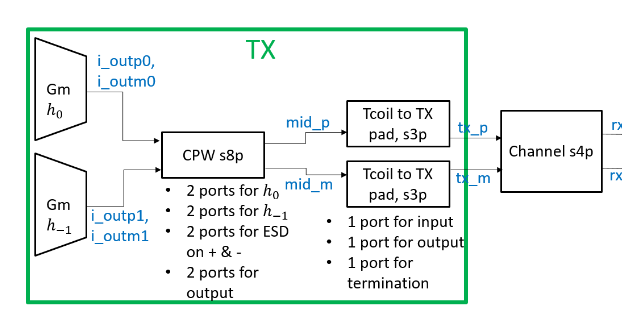 TX
Gm
h₀
i_outp0,
i_outm0
Gm
h₋₁
i_outp1,
i_outm1
CPW s8p
• 2 ports for h₀
• 2 ports for h₋₁
• 2 ports for ESD
on + & -
• 2 ports for
output
mid_p
mid_m
Tcoil to TX
pad, s3p
Tcoil to TX
pad, s3p
• 1 port for input
• 1 port for output
• 1 port for
termination
tx_p
tx_m
Channel s4p
rx
rx